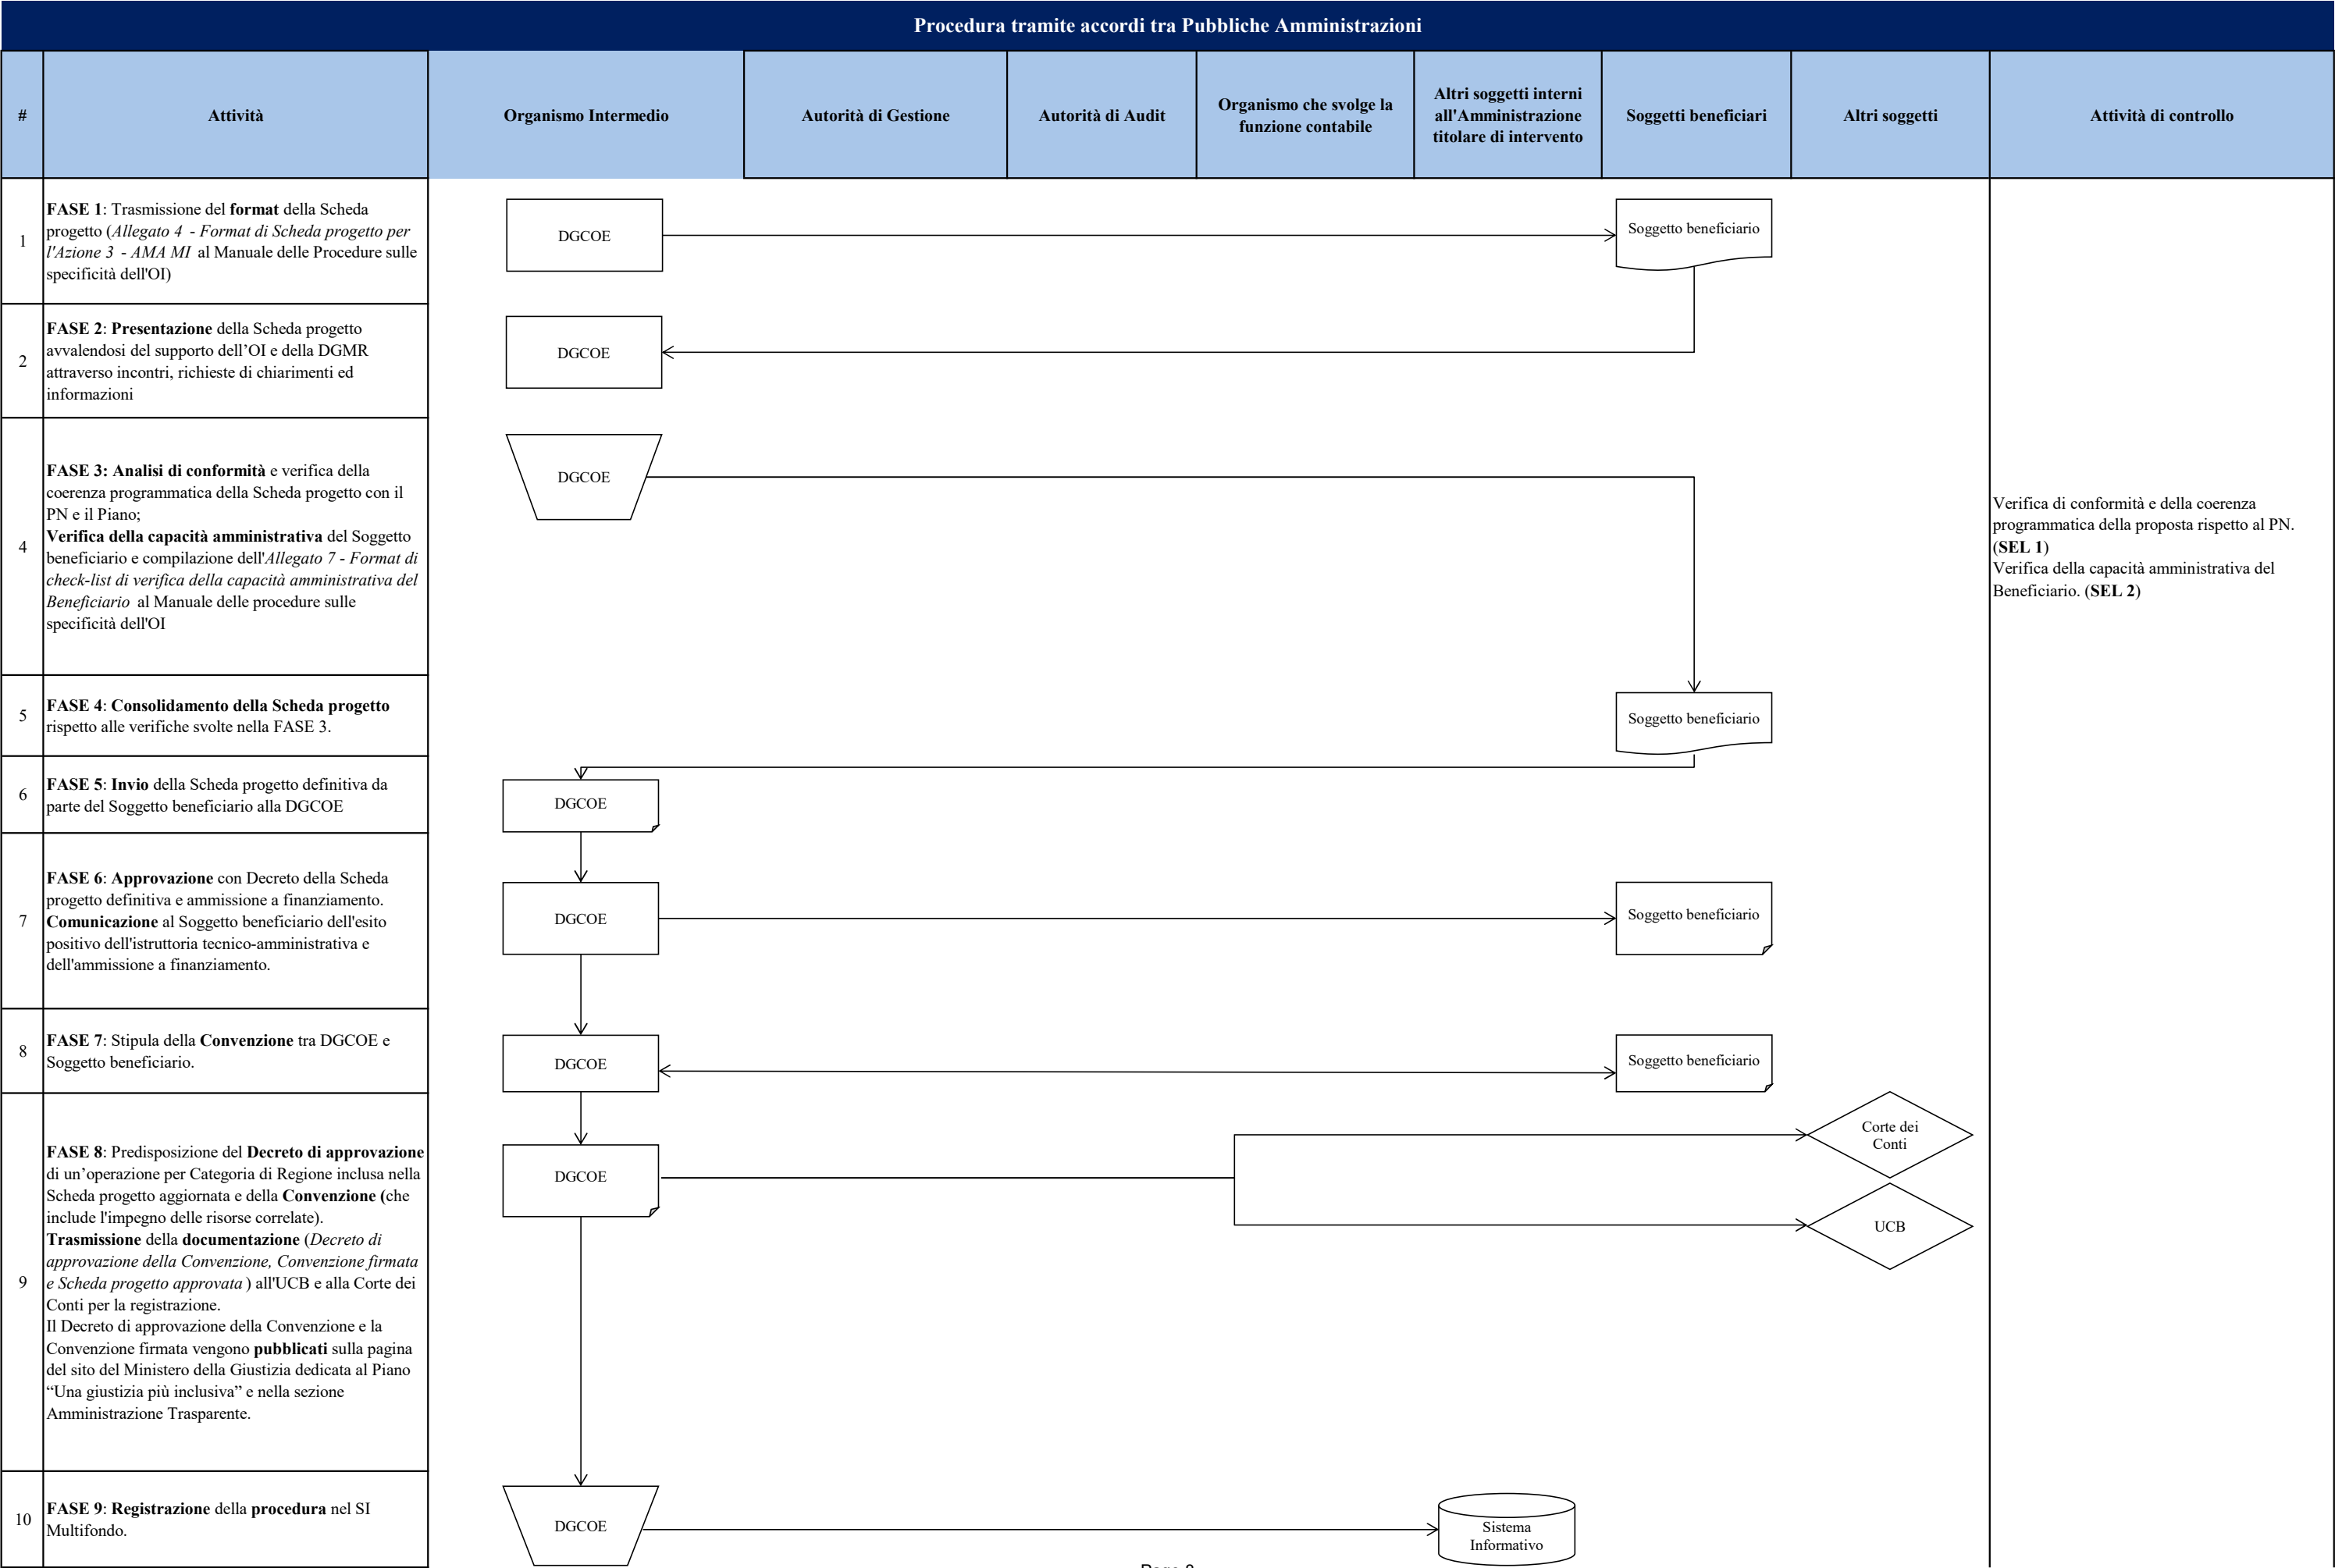 Procedura tramite accordi tra Pubbliche Amministrazioni
#
Attività
Organismo Intermedio
Autorità di Gestione
Autorità di Audit
Organismo che svolge la
funzione contabile
Altri soggetti interni
all'Amministrazione
titolare di intervento
Soggetti beneficiari
Altri soggetti
Attività di controllo
1
FASE 1: Trasmissione del format della Scheda
progetto (Allegato 4 - Format di Scheda progetto per
l'Azione 3 - AMA MI al Manuale delle Procedure sulle
specificità dell'OI)
DGCOE
Soggetto beneficiario
2
FASE 2: Presentazione della Scheda progetto
avvalendosi del supporto dell’OI e della DGMR
attraverso incontri, richieste di chiarimenti ed
informazioni
DGCOE
4
FASE 3: Analisi di conformità e verifica della
coerenza programmatica della Scheda progetto con il
PN e il Piano;
Verifica della capacità amministrativa del Soggetto
beneficiario e compilazione dell'Allegato 7 - Format di
check-list di verifica della capacità amministrativa del
Beneficiario al Manuale delle procedure sulle
specificità dell'OI
DGCOE
Verifica di conformità e della coerenza
programmatica della proposta rispetto al PN.
(SEL 1)
Verifica della capacità amministrativa del
Beneficiario. (SEL 2)
5
FASE 4: Consolidamento della Scheda progetto
rispetto alle verifiche svolte nella FASE 3.
Soggetto beneficiario
6
FASE 5: Invio della Scheda progetto definitiva da
parte del Soggetto beneficiario alla DGCOE
DGCOE
7
FASE 6: Approvazione con Decreto della Scheda
progetto definitiva e ammissione a finanziamento.
Comunicazione al Soggetto beneficiario dell'esito
positivo dell'istruttoria tecnico-amministrativa e
dell'ammissione a finanziamento.
DGCOE
Soggetto beneficiario
8
FASE 7: Stipula della Convenzione tra DGCOE e
Soggetto beneficiario.
DGCOE
Soggetto beneficiario
9
FASE 8: Predisposizione del Decreto di approvazione
di un’operazione per Categoria di Regione inclusa nella
Scheda progetto aggiornata e della Convenzione (che
include l'impegno delle risorse correlate).
Trasmissione della documentazione (Decreto di
approvazione della Convenzione, Convenzione firmata
e Scheda progetto approvata ) all'UCB e alla Corte dei
Conti per la registrazione.
Il Decreto di approvazione della Convenzione e la
Convenzione firmata vengono pubblicati sulla pagina
del sito del Ministero della Giustizia dedicata al Piano
“Una giustizia più inclusiva” e nella sezione
Amministrazione Trasparente.
DGCOE
Corte dei
Conti
UCB
10
FASE 9: Registrazione della procedura nel SI
Multifondo.
DGCOE
Sistema
Informativo